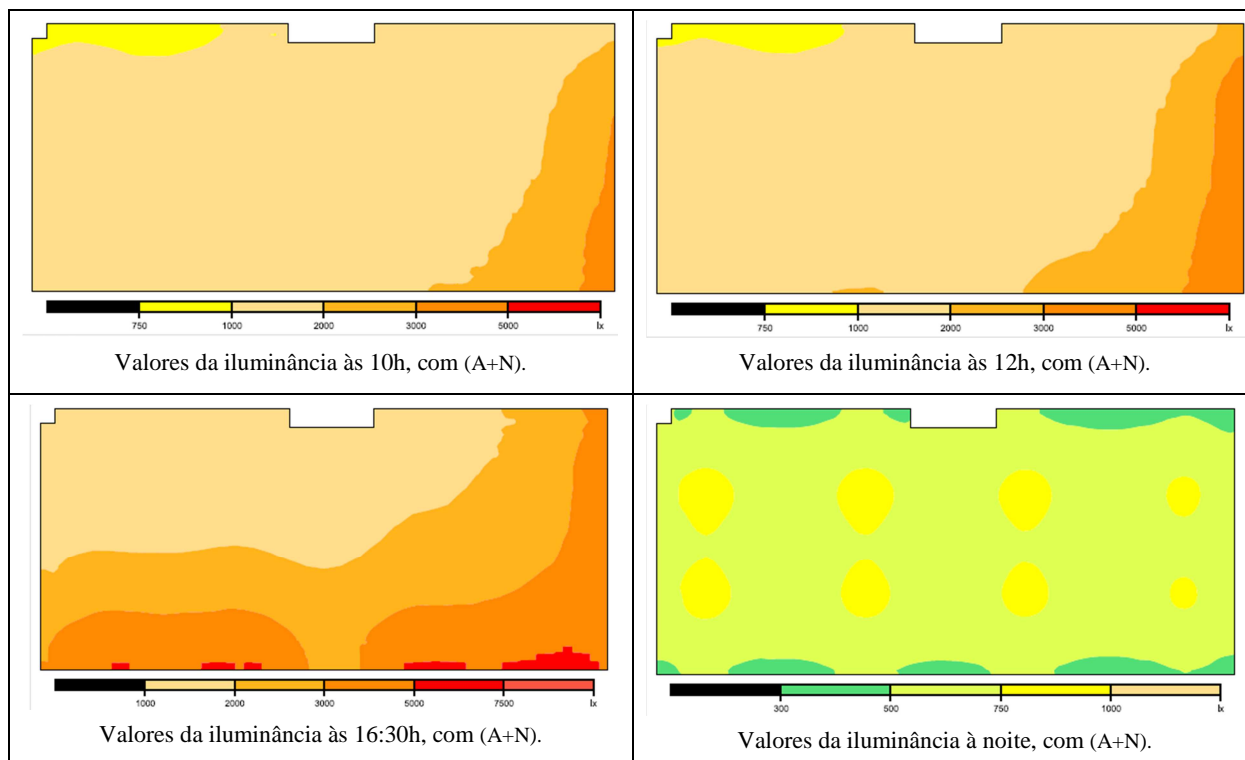 750 1000 2000 3000 5000 lx
Valores da iluminância às 10h, com (A+N).
750 1000 2000 3000 5000 lx
Valores da iluminância às 12h, com (A+N).
1000 2000 3000 5000 7500 lx
Valores da iluminância às 16:30h, com (A+N).
300 500 750 1000 lx
Valores da iluminância à noite, com (A+N).